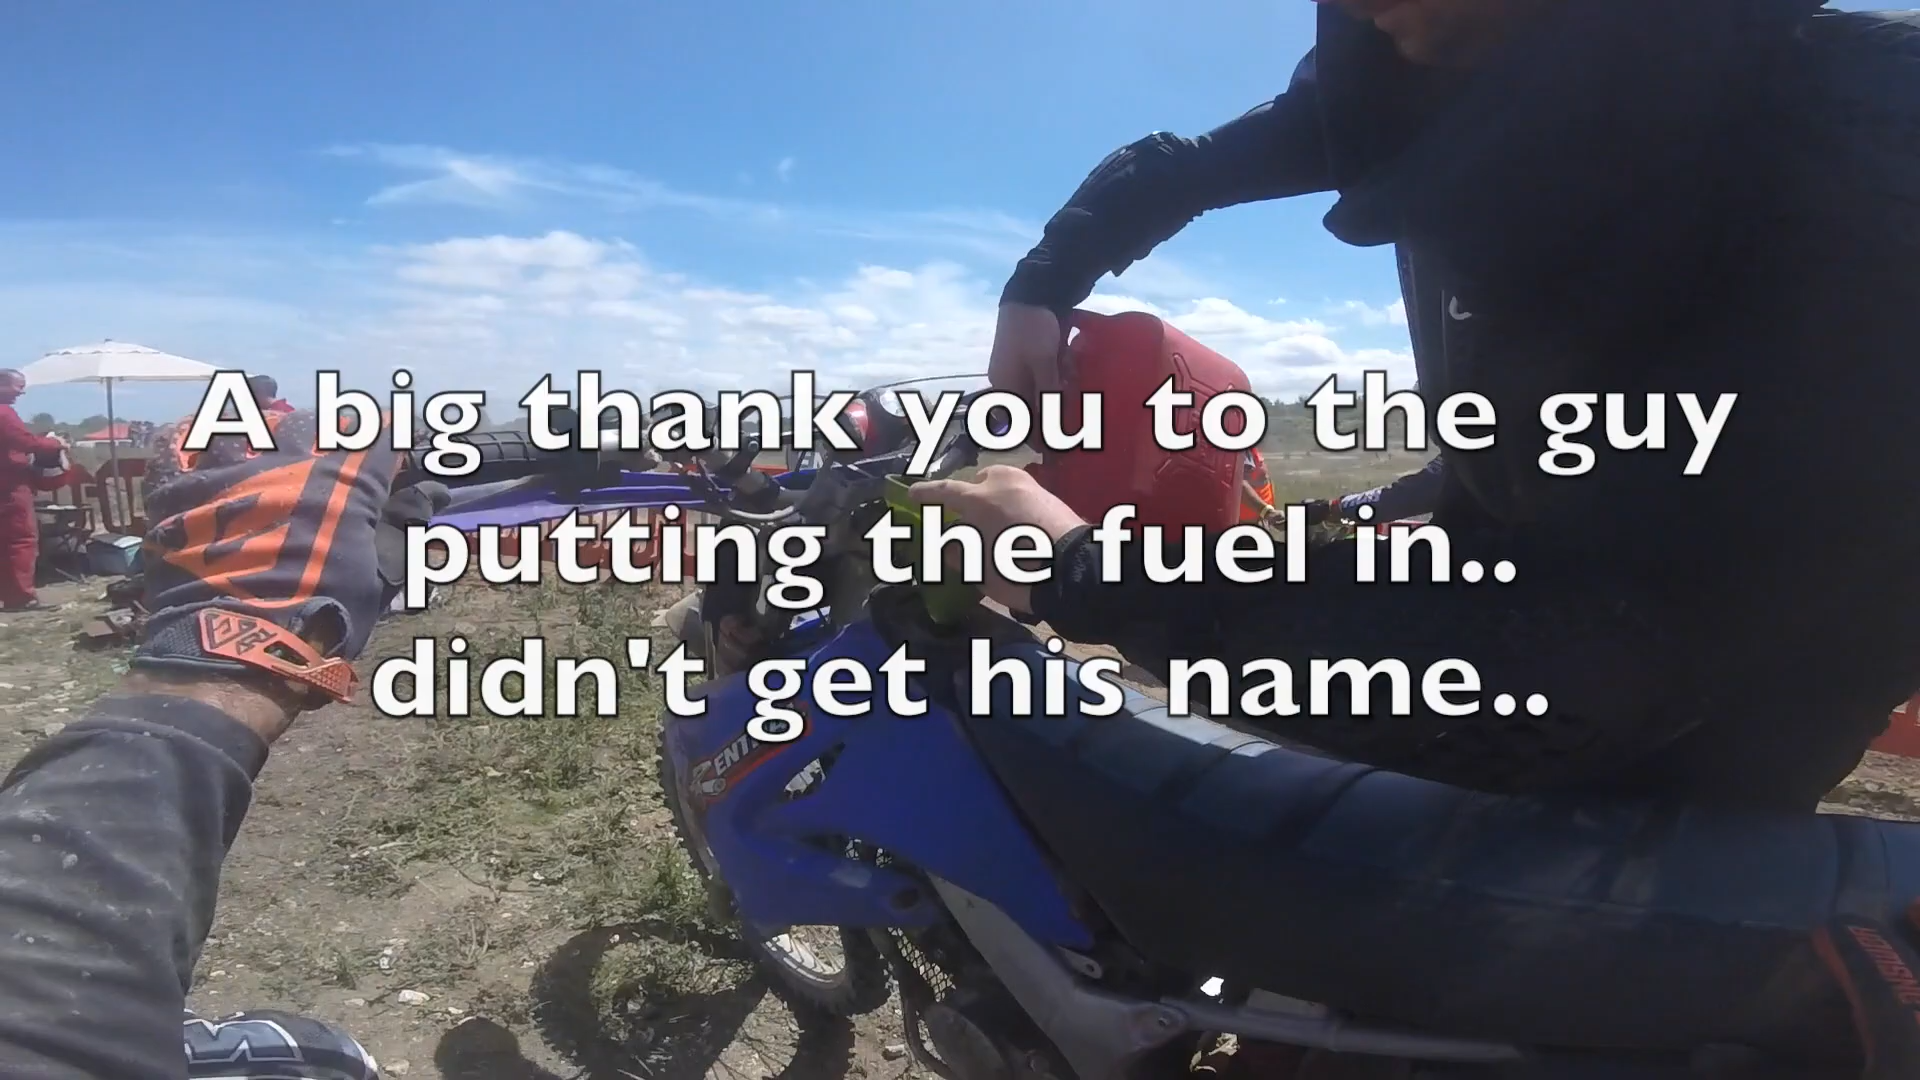 A big thank you to the guy
putting the fuel in..
didn't get his name..